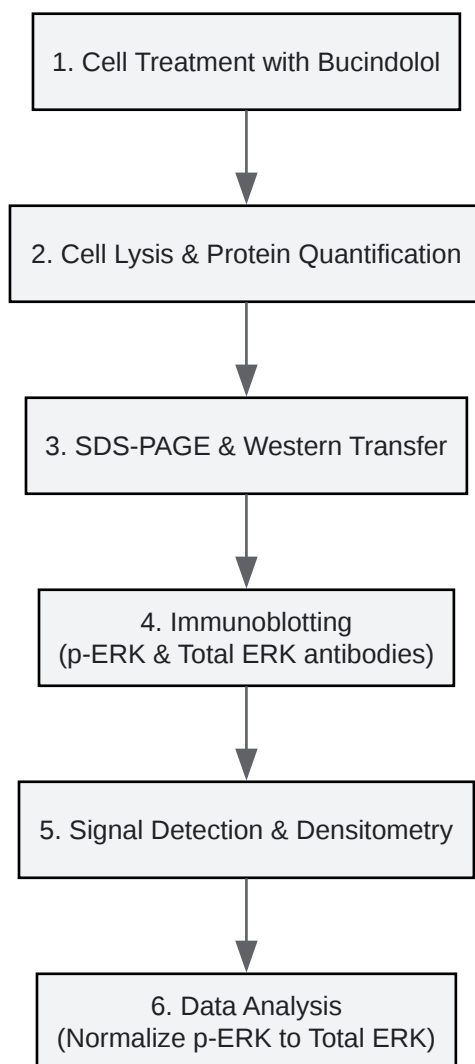 1. Cell Treatment with Bucindolol
2. Cell Lysis & Protein Quantification
3. SDS-PAGE & Western Transfer
4. Immunoblotting
(p-ERK & Total ERK antibodies)
5. Signal Detection & Densitometry
6. Data Analysis
(Normalize p-ERK to Total ERK)